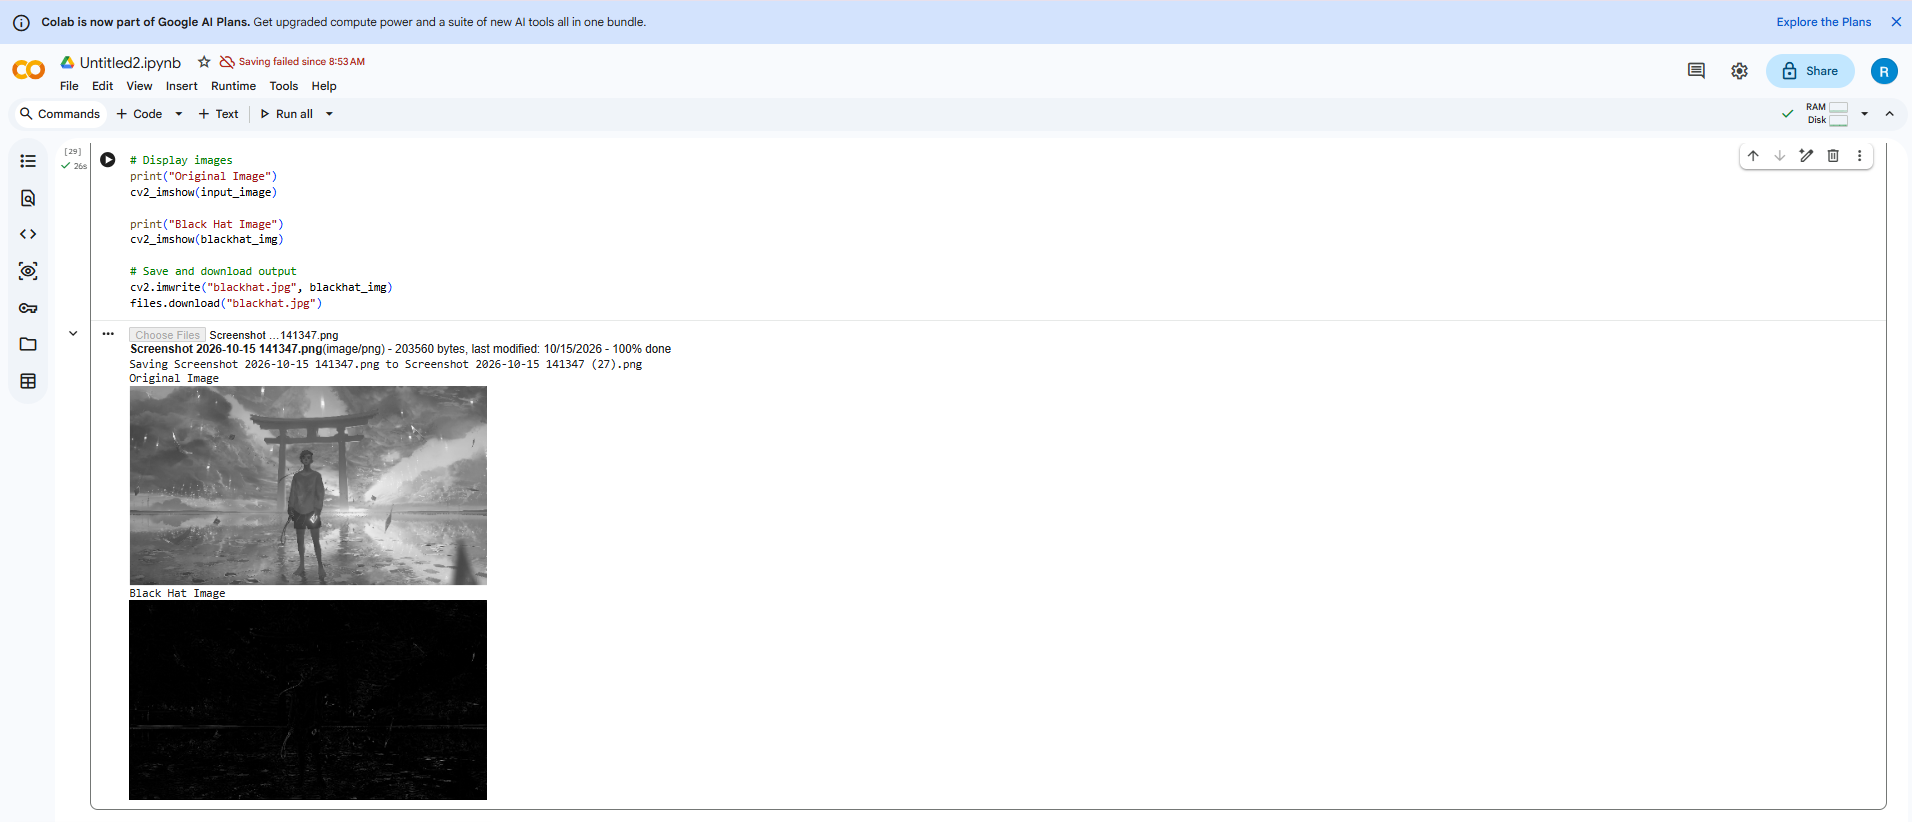 Colab is now part of Google AI Plans. Get upgraded compute power and a suite of new AI tools all in one bundle.
Explore the Plans
Untitled2.ipynb
Saving failed since 8:53 AM
Share
R
File Edit View Insert Runtime Tools Help
Commands
+ Code
+ Text
Run all
RAM
Disk
[29]
26s
# Display images
print("Original Image")
cv2_imshow(input_image)
print("Black Hat Image")
cv2_imshow(blackhat_img)
# Save and download output
cv2.imwrite("blackhat.jpg", blackhat_img)
files.download("blackhat.jpg")
Choose Files Screenshot ...141347.png
Screenshot 2026-10-15 141347.png(image/png) - 203560 bytes, last modified: 10/15/2026 - 100% done
Saving Screenshot 2026-10-15 141347.png to Screenshot 2026-10-15 141347 (27).png
Original Image
Black Hat Image